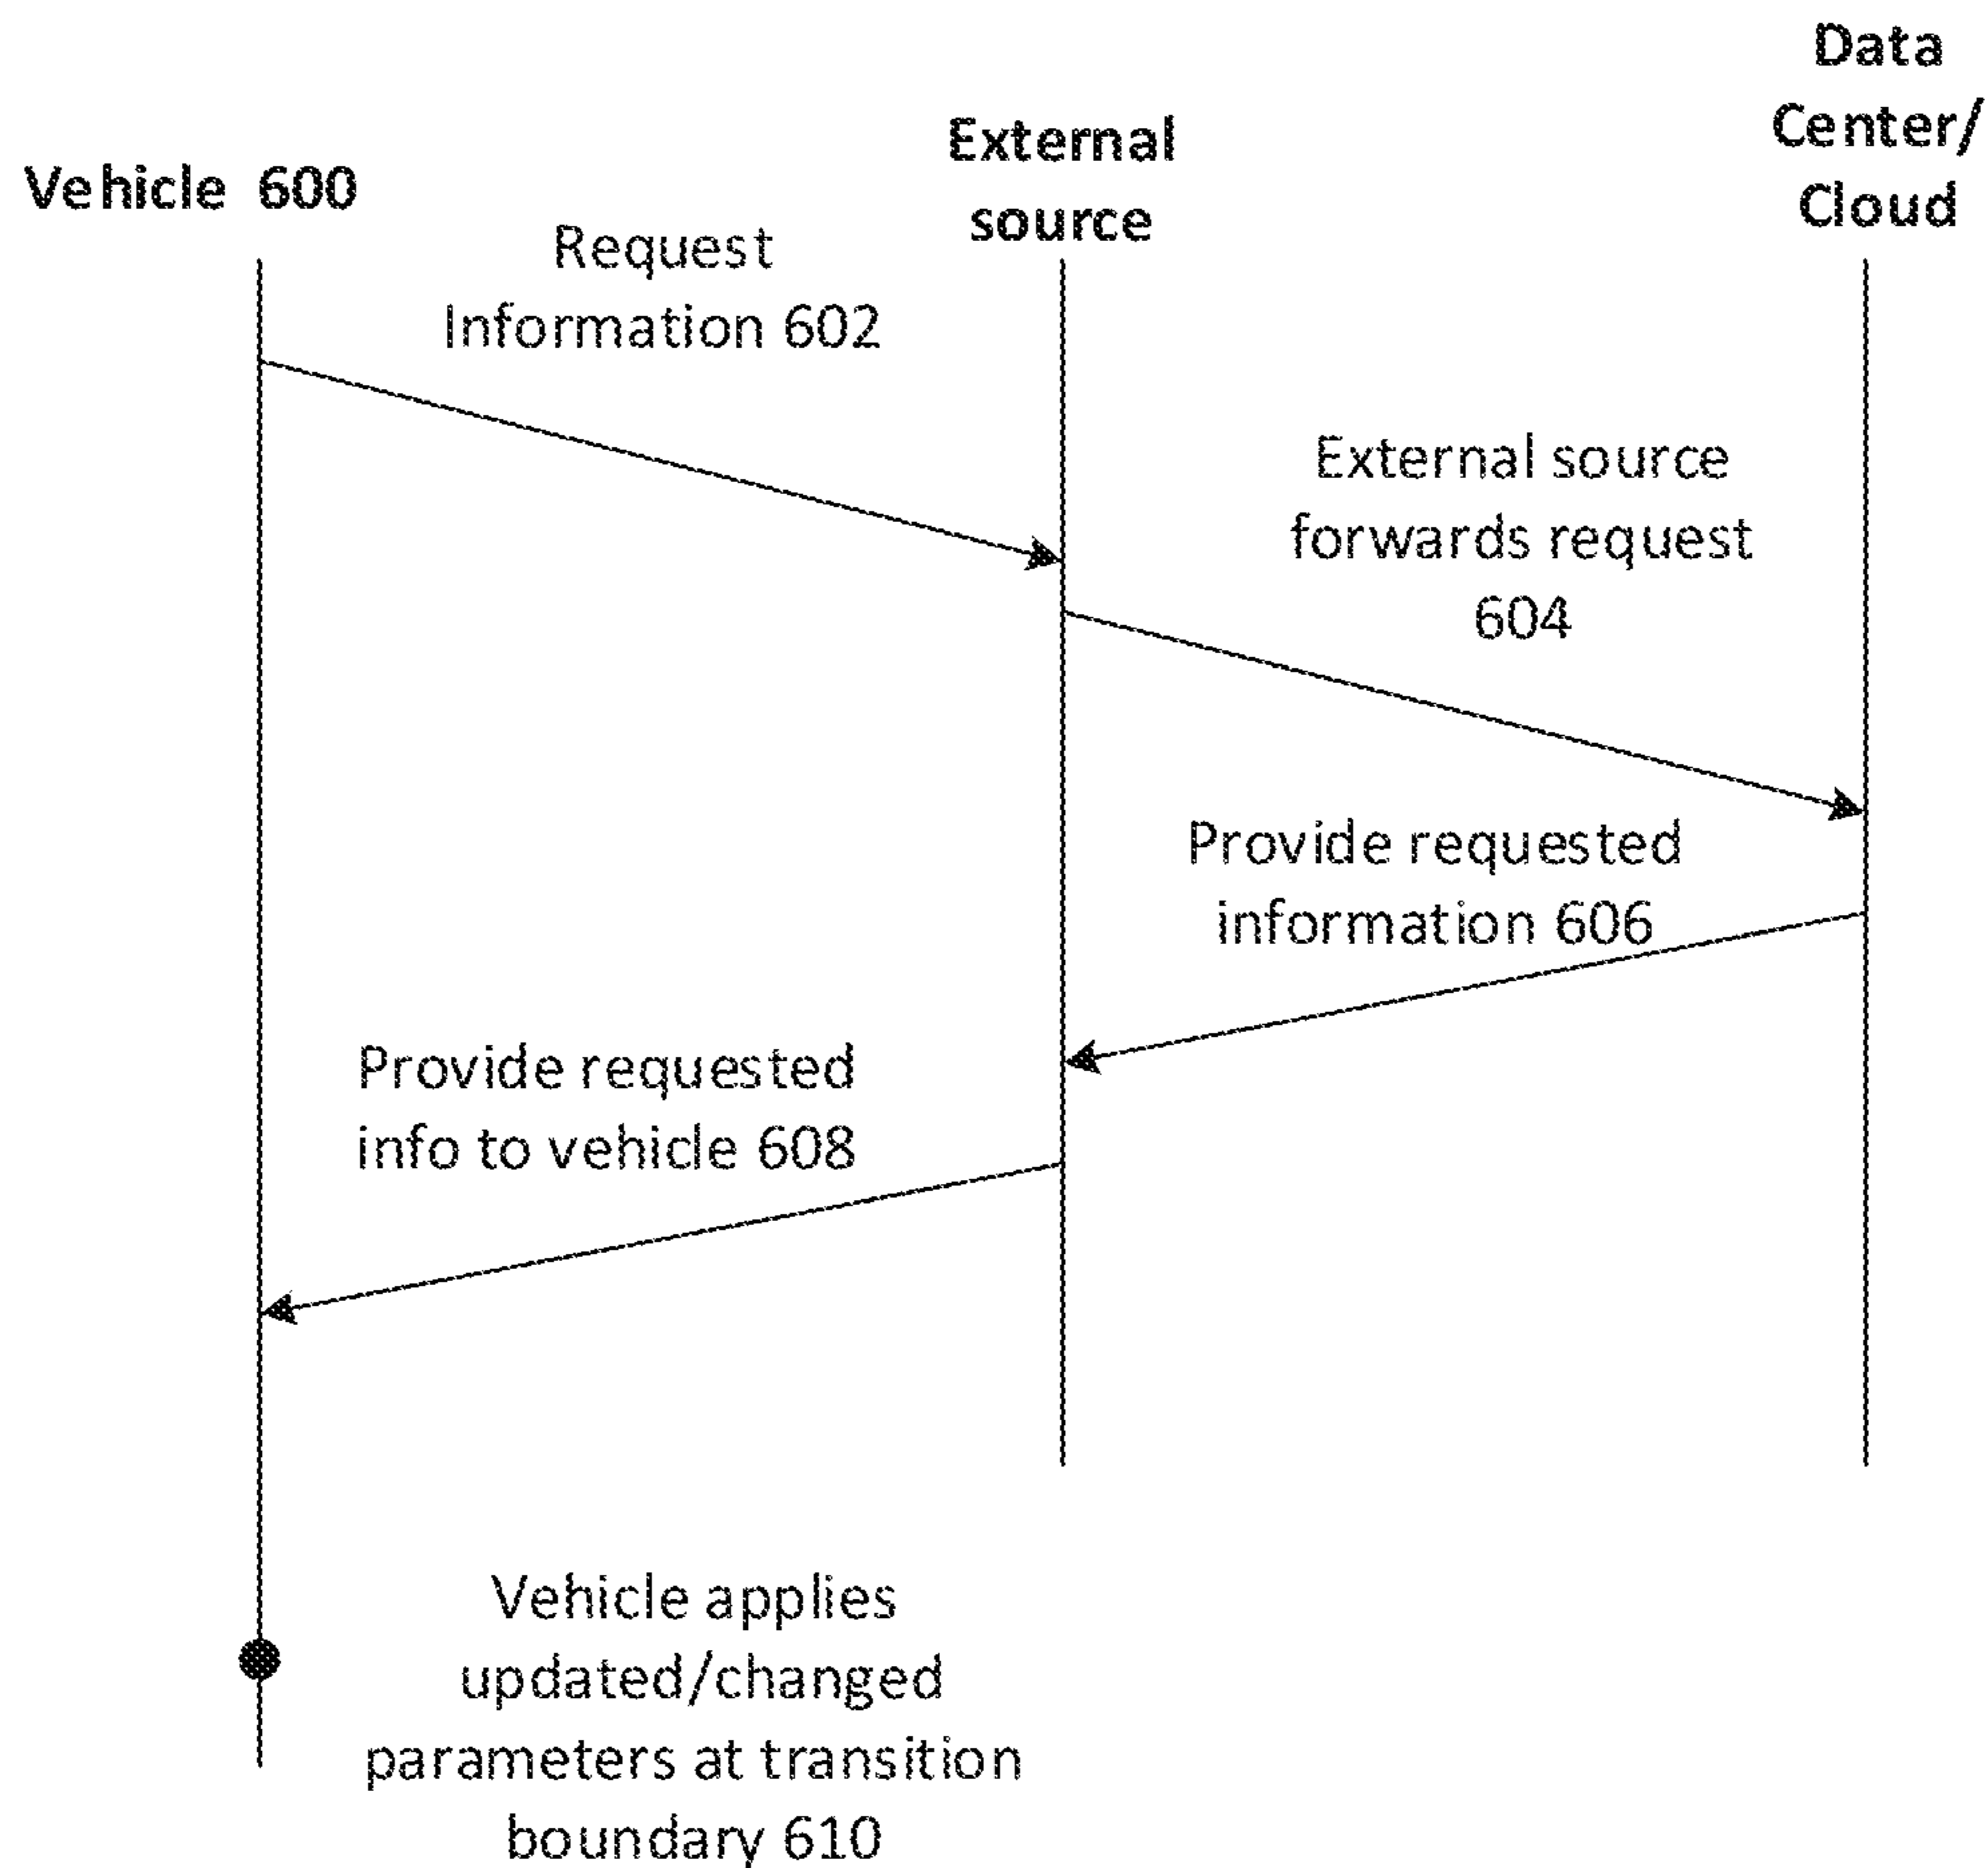 Vehicle 600
External
source
Data
Center/
Cloud
Request
Information 602
External source
forwards request
604
Provide requested
information 606
Provide requested
info to vehicle 608
Vehicle applies
updated/changed
parameters at transition
boundary 610